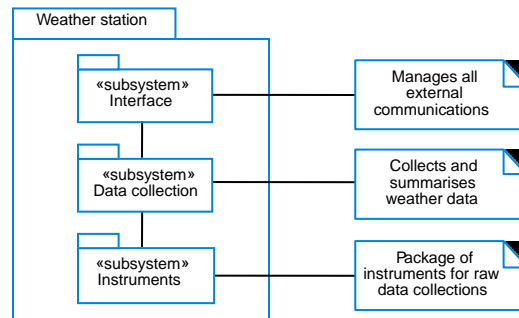 Weather station
«subsystem»
Interface
Manages all
external
communications
«subsystem»
Data collection
Collects and
summarises
weather data
«subsystem»
Instruments
Package of
instruments for raw
data collections